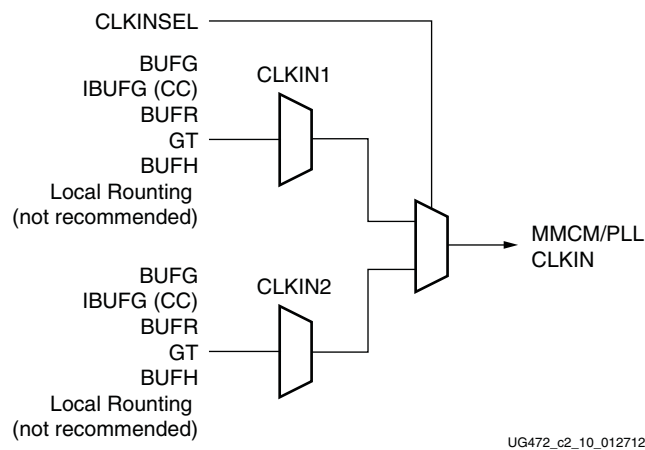 CLKINSEL
BUFG
IBUFG (CC)
BUFR
GT
BUFH
Local Rounting
(not recommended)
CLKIN1
MMCM/PLL
CLKIN
BUFG
IBUFG (CC)
BUFR
GT
BUFH
Local Rounting
(not recommended)
CLKIN2
UG472_c2_10_012712